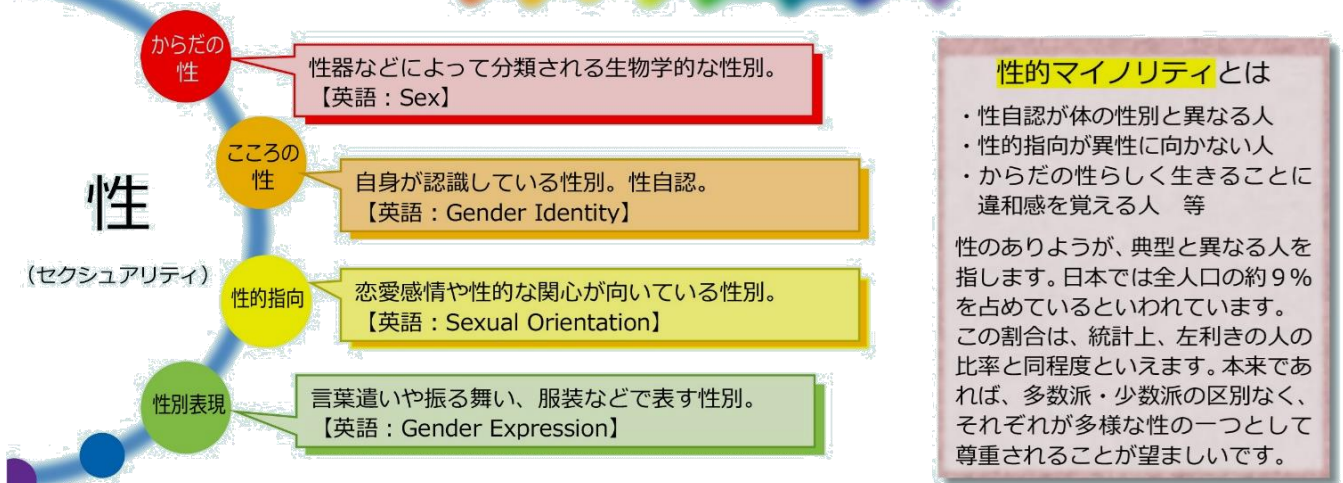 からだの
性
性器などによって分類される生物学的な性別。
【英語：Sex】
こころの
性
自身が認識している性別。性自認。
【英語：Gender Identity】
性
（セクシュアリティ）
性的指向
恋愛感情や性的な関心が向いている性別。
【英語：Sexual Orientation】
性別表現
言葉遣いや振る舞い、服装などで表す性別。
【英語：Gender Expression】
性的マイノリティとは
・性自認が体の性別と異なる人
・性的指向が異性に向かない人
・からだの性らしく生きることに
違和感を覚える人　等
性のありようが、典型と異なる人を
指します。日本では全人口の約９％
を占めているといわれています。
この割合は、統計上、左利きの人の
比率と同程度といえます。本来であ
れば、多数派・少数派の区別なく、
それぞれが多様な性の一つとして
尊重されることが望ましいです。